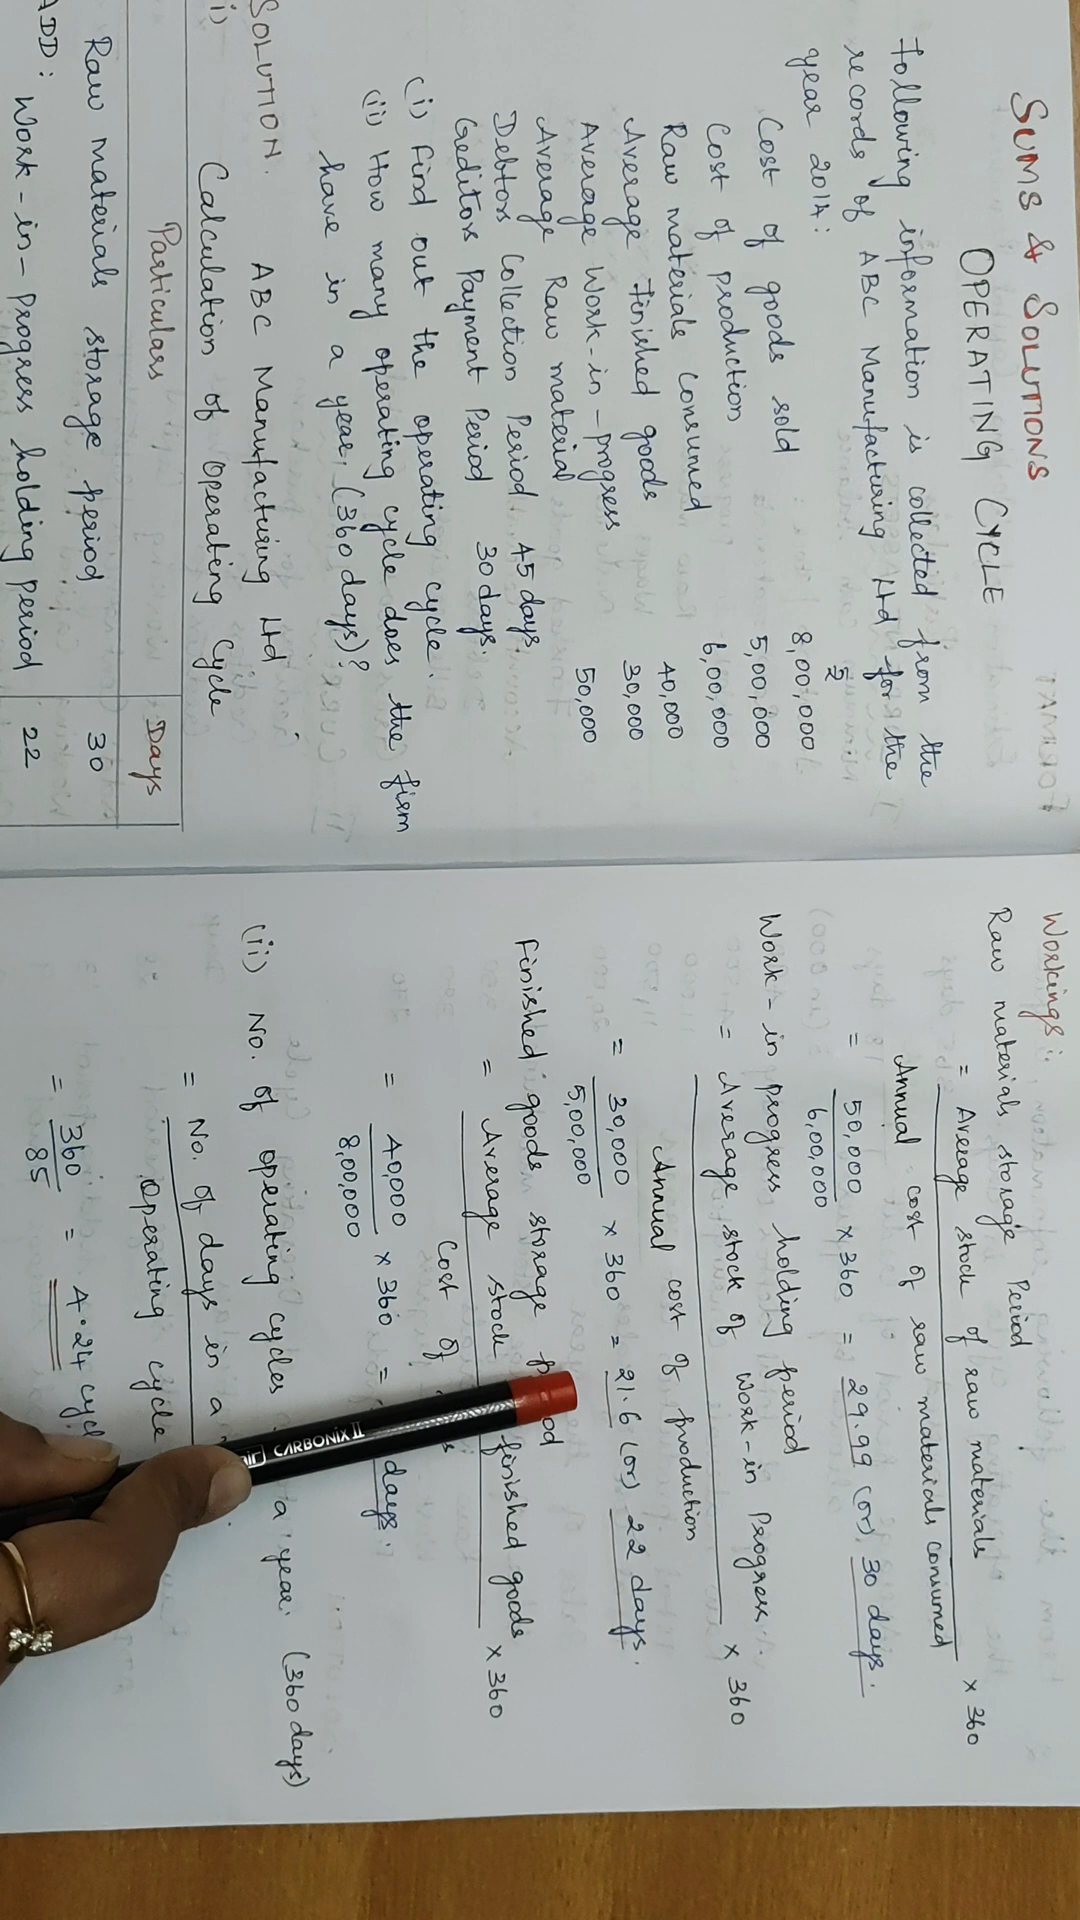 SUMS & SOLUTIONS
OPERATING CYCLE
Following information is collected from the
records of ABC Manufacturing Ltd for the
year 2014:
Cost of goods sold 8,00,000
Cost of production 5,00,000
Raw materials consumed 6,00,000
Average Finished goods 40,000
Average Work-in-progress 30,000
Average Raw material 50,000
Debtors Collection Period 45 days.
Creditors Payment Period 30 days.
(i) Find out the operating cycle.
(ii) How many operating cycle does the firm
have in a year, (360 days)?
SOLUTION. ABC Manufacturing Ltd
i) Calculation of Operating Cycle
Particulars Days
Raw materials storage period 30
ADD: Work-in-Progress holding period 22
Workings:
Raw materials storage Period
= Average stock of raw materials
x 360
Annual cost of raw materials consumed
= 50,000 x 360 = 29.99 (or) 30 days.
6,00,000
Work-in progress holding period
= Average stock of Work-in Progress.
x 360
Annual cost of production
= 30,000 x 360 = 21.6 (or) 22 days.
5,00,000
Finished goods storage
= Average stock finished goods
x 360
Cost of
= 40,000 x 360 = days.
8,00,000
(ii) No. of operating cycles a year. (360 days)
= No. of days in a
Operating cycle
= 360 = 4.24
85
CARBONIX II